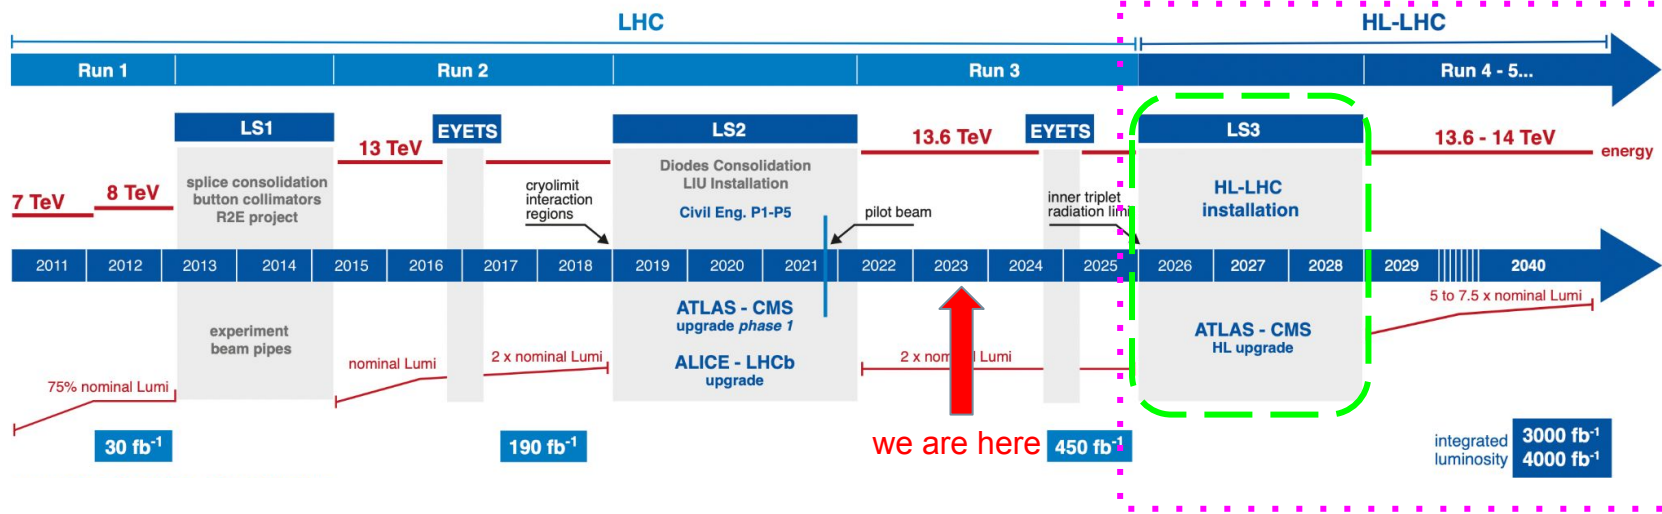 LHC
HL-LHC
Run 1
Run 2
Run 3
Run 4 - 5...
LS1
EYETS
LS2
EYETS
LS3
13 TeV
13.6 TeV
13.6 - 14 TeV
energy
7 TeV
8 TeV
splice consolidation
button collimators
R2E project
cryolimit
interaction
regions
Diodes Consolidation
LIU Installation
Civil Eng. P1-P5
pilot beam
inner triplet
radiation limi
HL-LHC
installation
2011
2012
2013
2014
2015
2016
2017
2018
2019
2020
2021
2022
2023
2024
2025
2026
2027
2028
2029
2040
experiment
beam pipes
ATLAS - CMS
upgrade phase 1
ALICE - LHCb
upgrade
ATLAS - CMS
HL upgrade
5 to 7.5 x nominal Lumi
75% nominal Lumi
nominal Lumi
2 x nominal Lumi
2 x nom Lumi
30 fb-1
190 fb-1
we are here
450 fb-1
integrated
luminosity
3000 fb-1
4000 fb-1